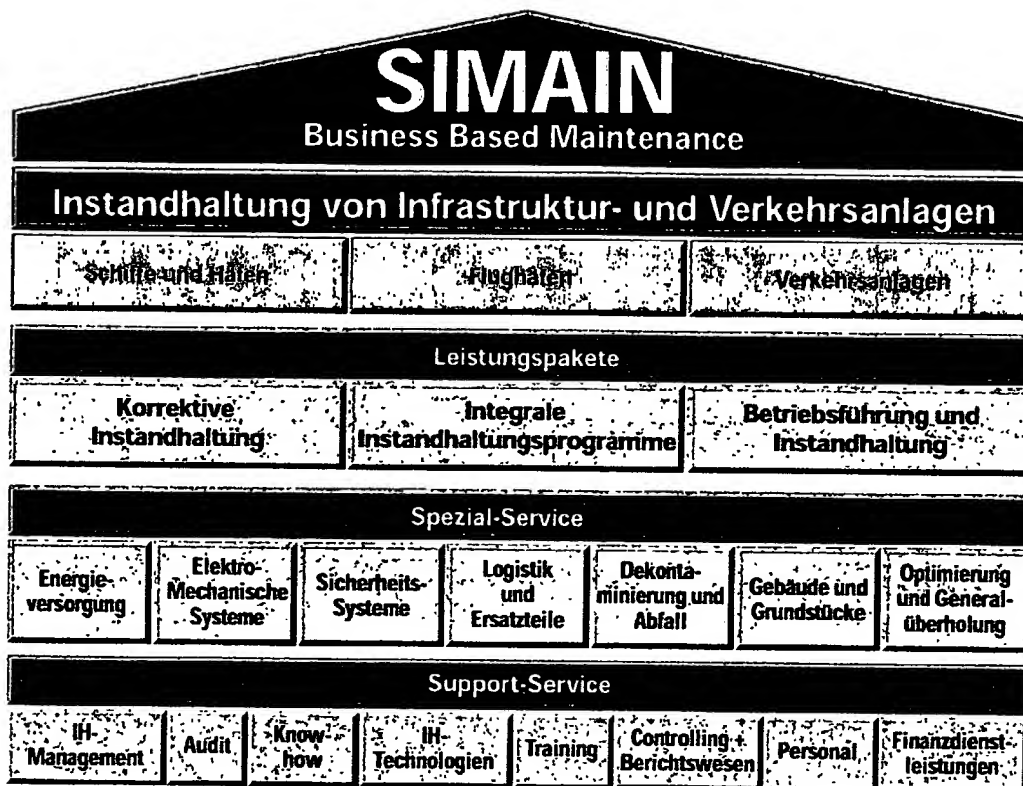 SIMAIN
Business Based Maintenance
Instandhaltung von Infrastruktur- und Verkehrsanlagen
Schiffe und Häfen
Flughäfen
Verkehrsanlagen
Leistungspakete
Korrektive
Instandhaltung
Integrale
Instandhaltungsprogramme
Betriebsführung und
Instandhaltung
Spezial-Service
Energie-
versorgung
Elektro-
Mechanische
Systeme
Sicherheits-
Systeme
Logistik
und
Ersatzteile
Dekonta-
minierung und
Abfall
Gebäude und
Grundstücke
Optimierung
und General-
überholung
Support-Service
IH-
Management
Audit
Know-
how
IH-
Technologien
Training
Controlling +
Berichtswesen
Personal
Finanzdienst-
leistungen